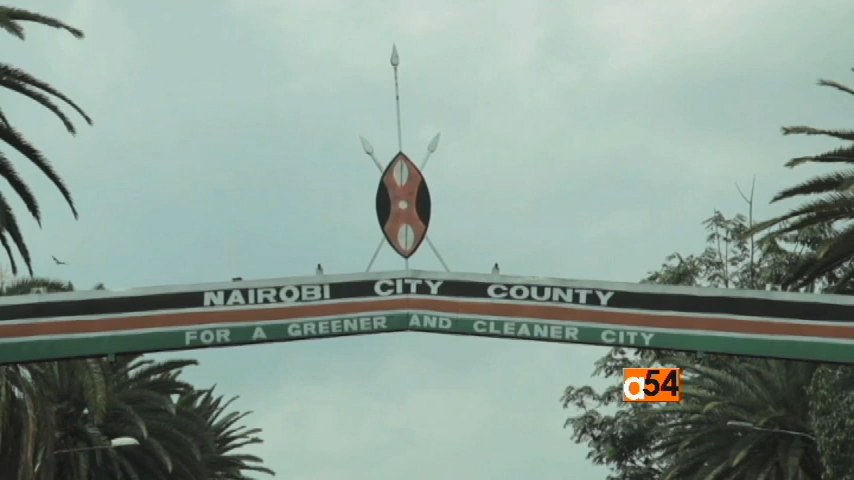 NAIROBI CITY COUNTY
FOR A GREENER AND CLEANER CITY
a54